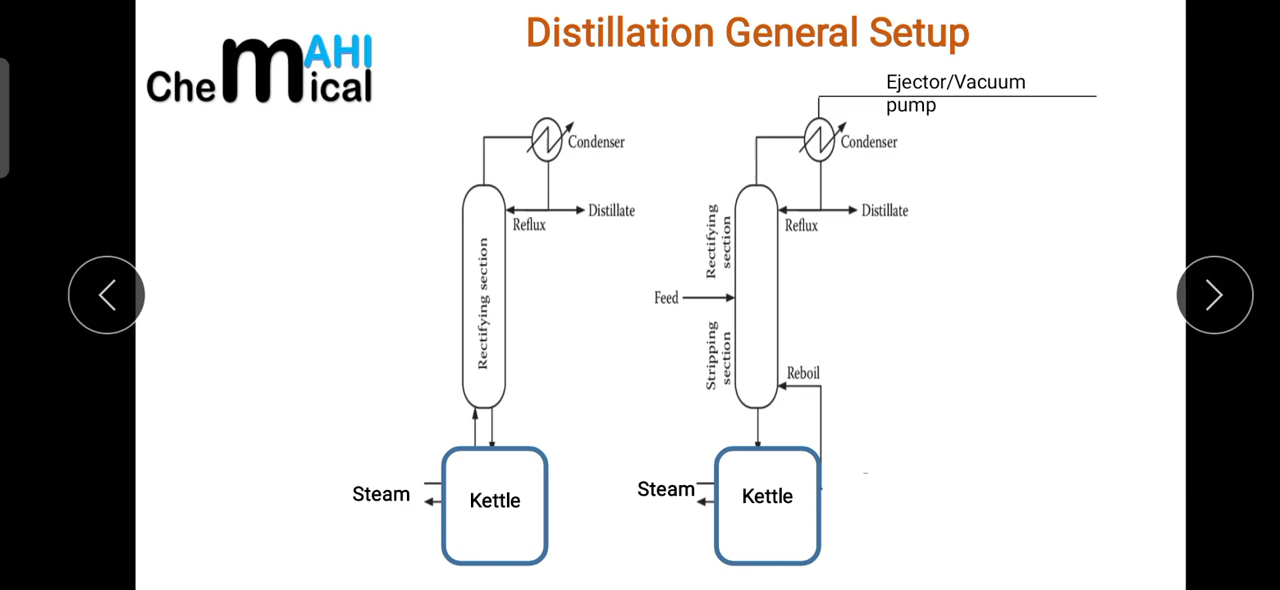 Distillation General Setup
Che mAHI
ical
Ejector/Vacuum
pump
Condenser
Condenser
Distillate
Reflux
Distillate
Reflux
Rectifying section
Rectifying
section
Feed
Stripping
section
Reboil
Steam
Kettle
Steam
Kettle